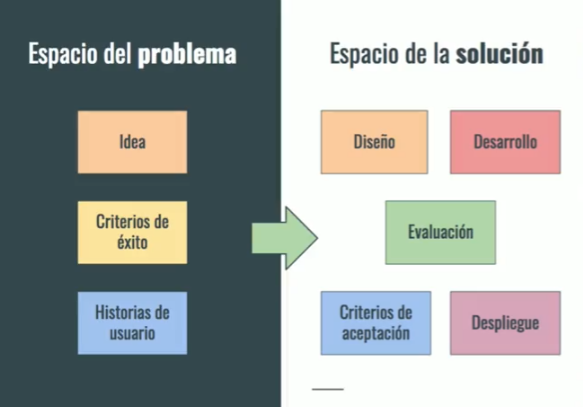 Espacio del problema
Idea
Criterios de
éxito
Historias de
usuario
Espacio de la solución
Diseño
Desarrollo
Evaluación
Criterios de
aceptación
Despliegue